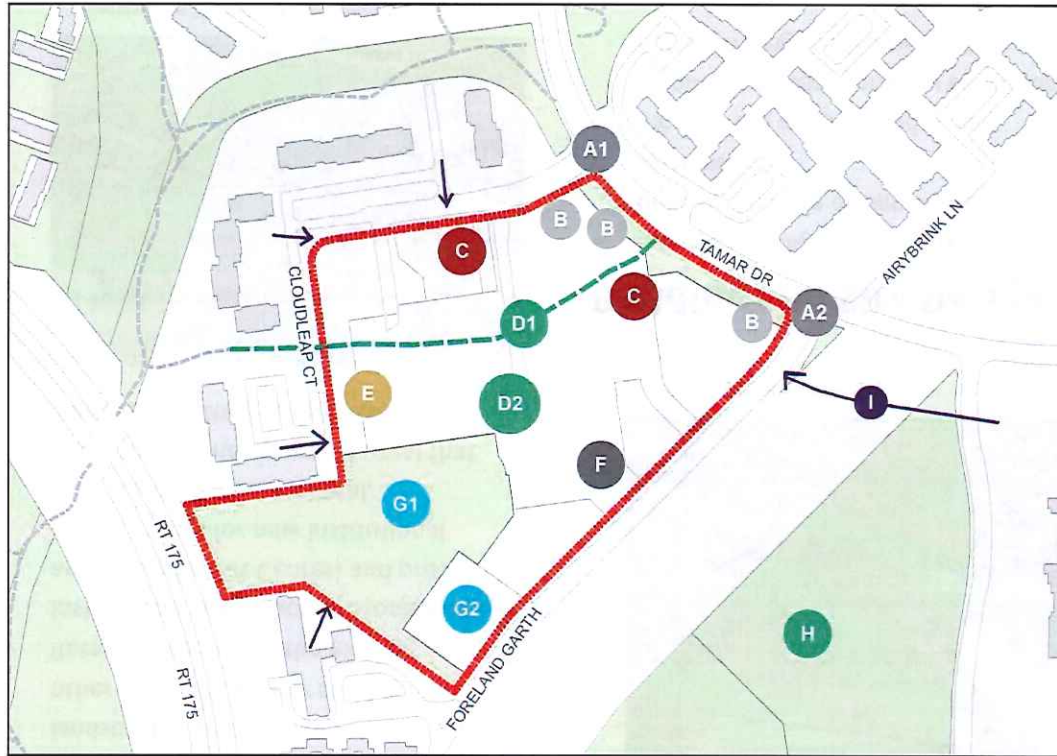 A1
B
B
TAMAR DR
AIRYBRINK LN
C
C
CLOUDLEAP CT
D1
B
A2
E
D2
I
F
G1
RT 175
G2
H
FORELAND GARTH
RT 175